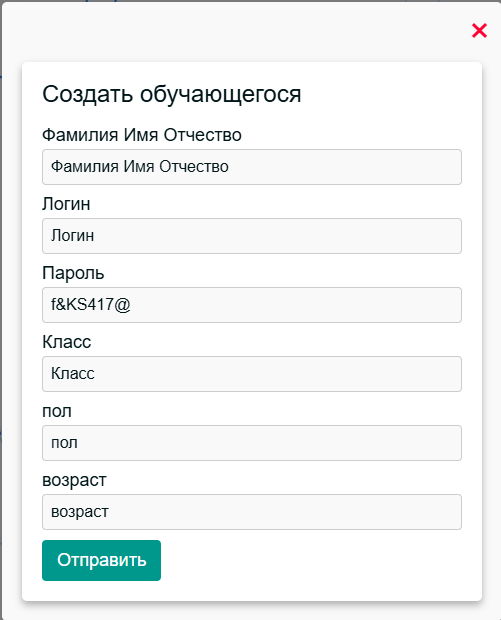 Создать обучающегося
Фамилия Имя Отчество
Фамилия Имя Отчество
Логин
Логин
Пароль
f&KS417@
Класс
Класс
пол
пол
возраст
возраст
Отправить